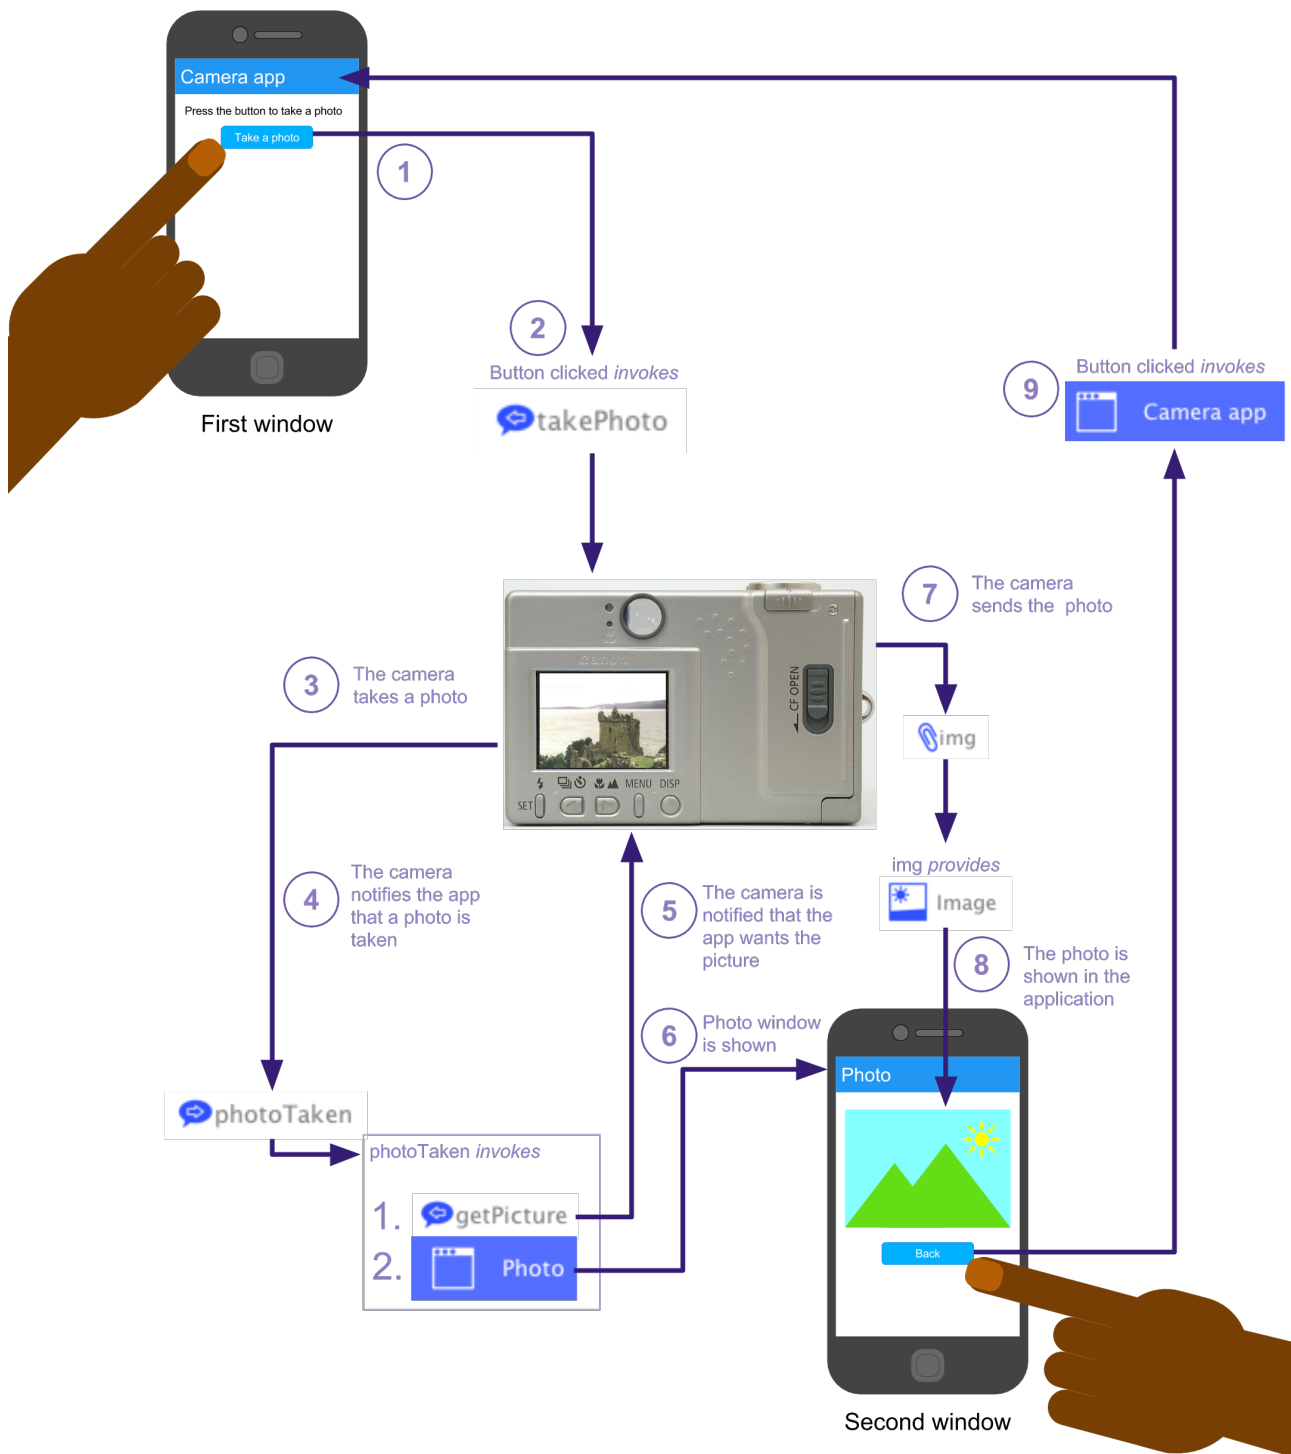 Camera app
Press the button to take a photo
Take a photo
1
First window
2
Button clicked invokes
takePhoto
9
Button clicked invokes
Camera app
7
The camera
sends the photo
3
The camera
takes a photo
Canon
CF OPEN
MENU DISP
SET
img
img provides
Image
4
The camera
notifies the app
that a photo is
taken
5
The camera is
notified that the
app wants the
picture
8
The photo is
shown in the
application
6
Photo window
is shown
photoTaken
photoTaken invokes
1. getPicture
2. Photo
Photo
Back
Second window